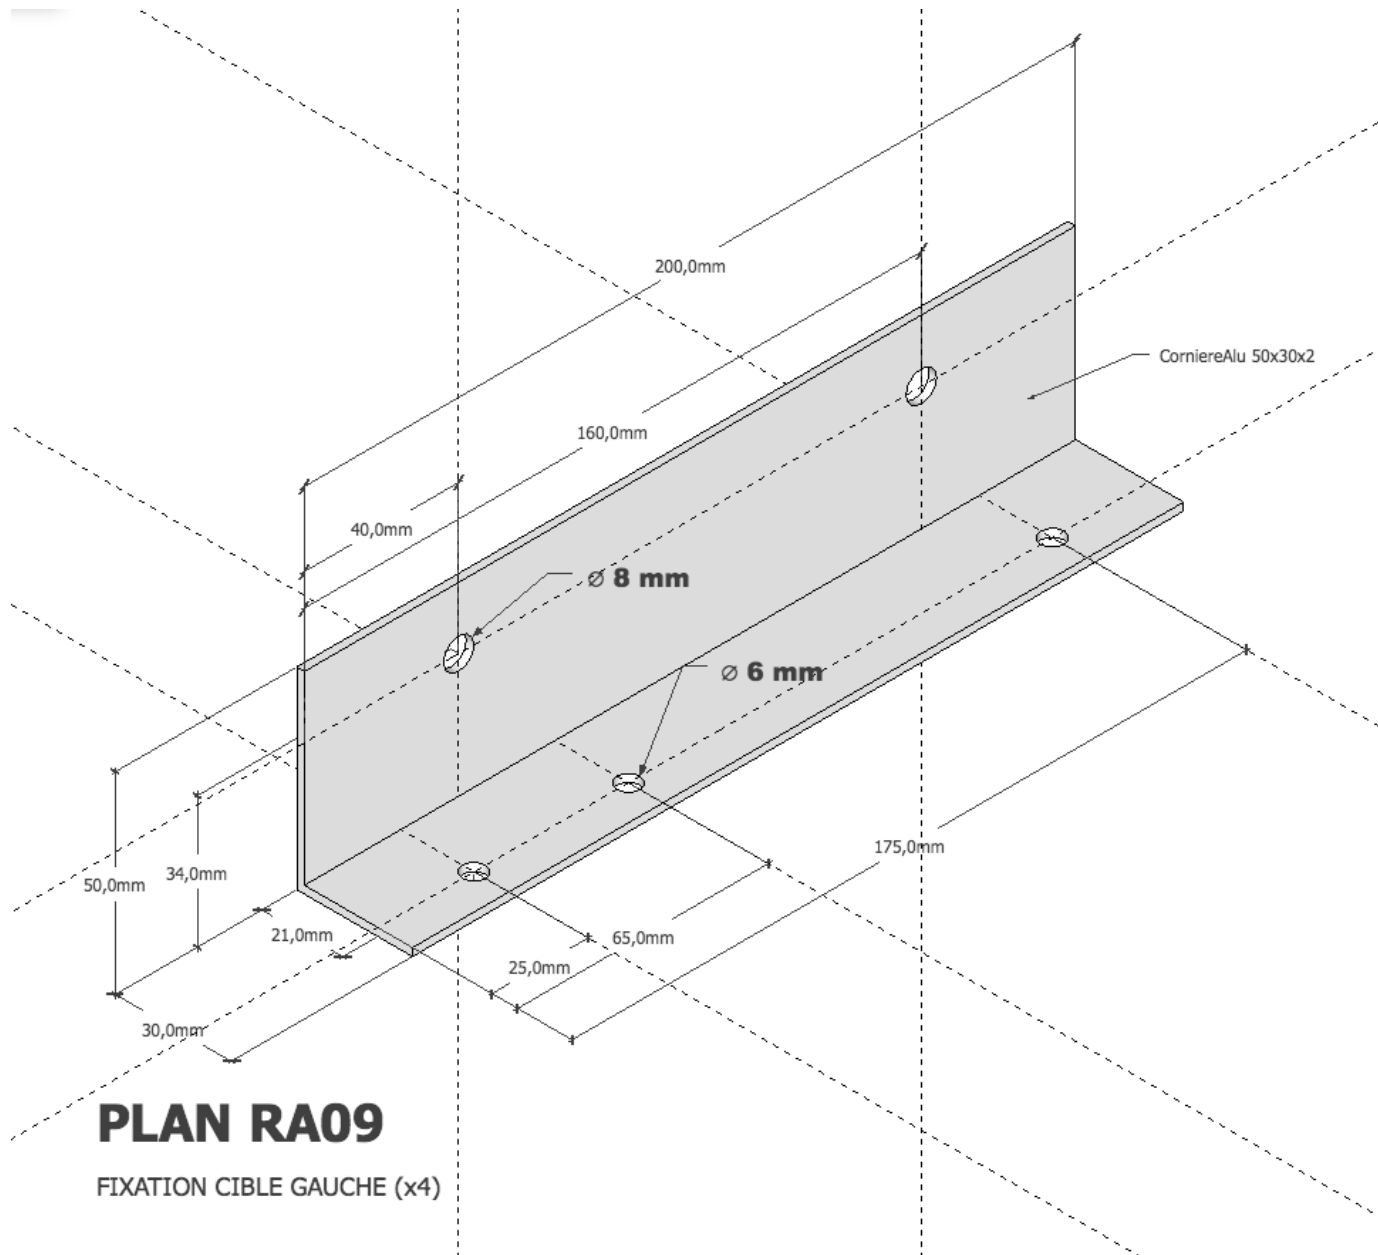 200,0mm
CorniereAlu 50x30x2
160,0mm
40,0mm
∅ 8 mm
∅ 6 mm
175,0mm
50,0mm
34,0mm
21,0mm
65,0mm
25,0mm
30,0mm
PLAN RA09
FIXATION CIBLE GAUCHE (x4)